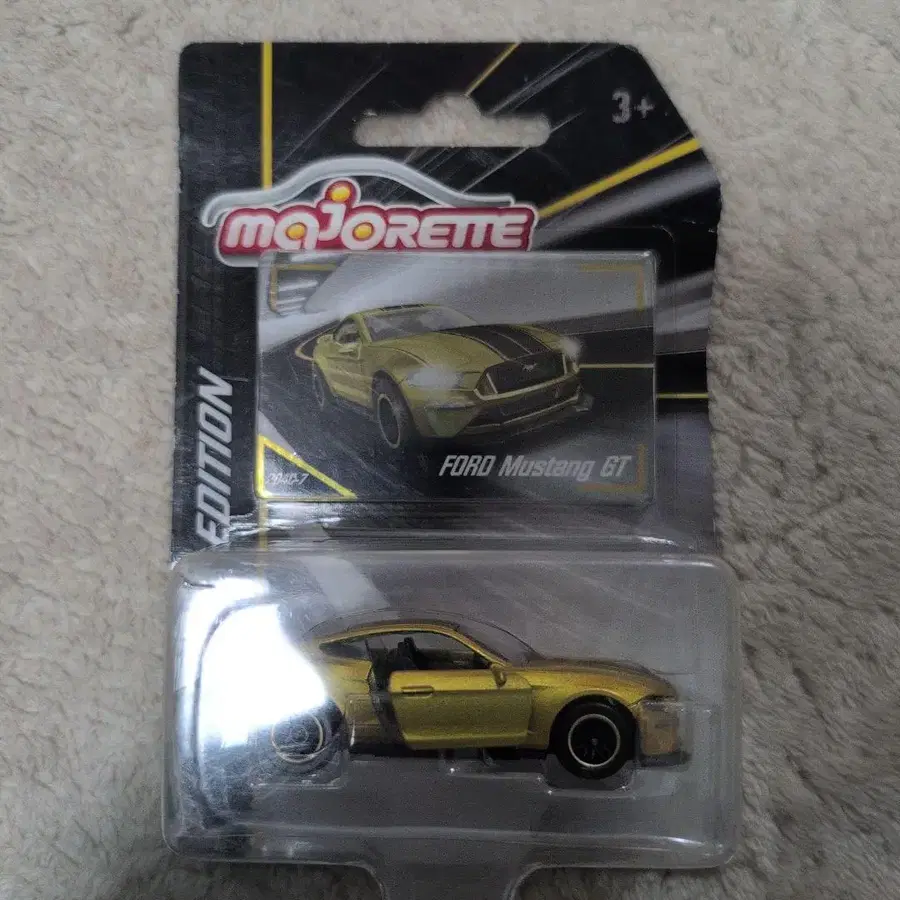 3+
MAJORETTE
EDITION
FORD Mustang GT